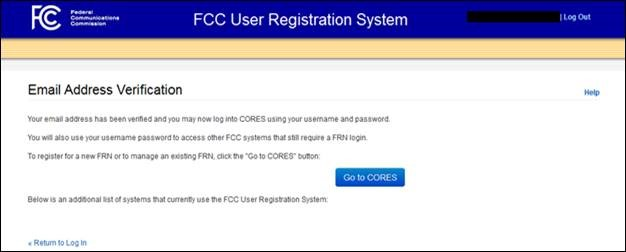 FCC Federal Communications Commission
FCC User Registration System
| Log Out
Email Address Verification
Help
Your email address has been verified and you may now log into CORES using your username and password.
You will also use your username password to access other FCC systems that still require a FRN login.
To register for a new FRN or to manage an existing FRN, click the "Go to CORES" button:
Go to CORES
Below is an additional list of systems that currently use the FCC User Registration System:
« Return to Log In